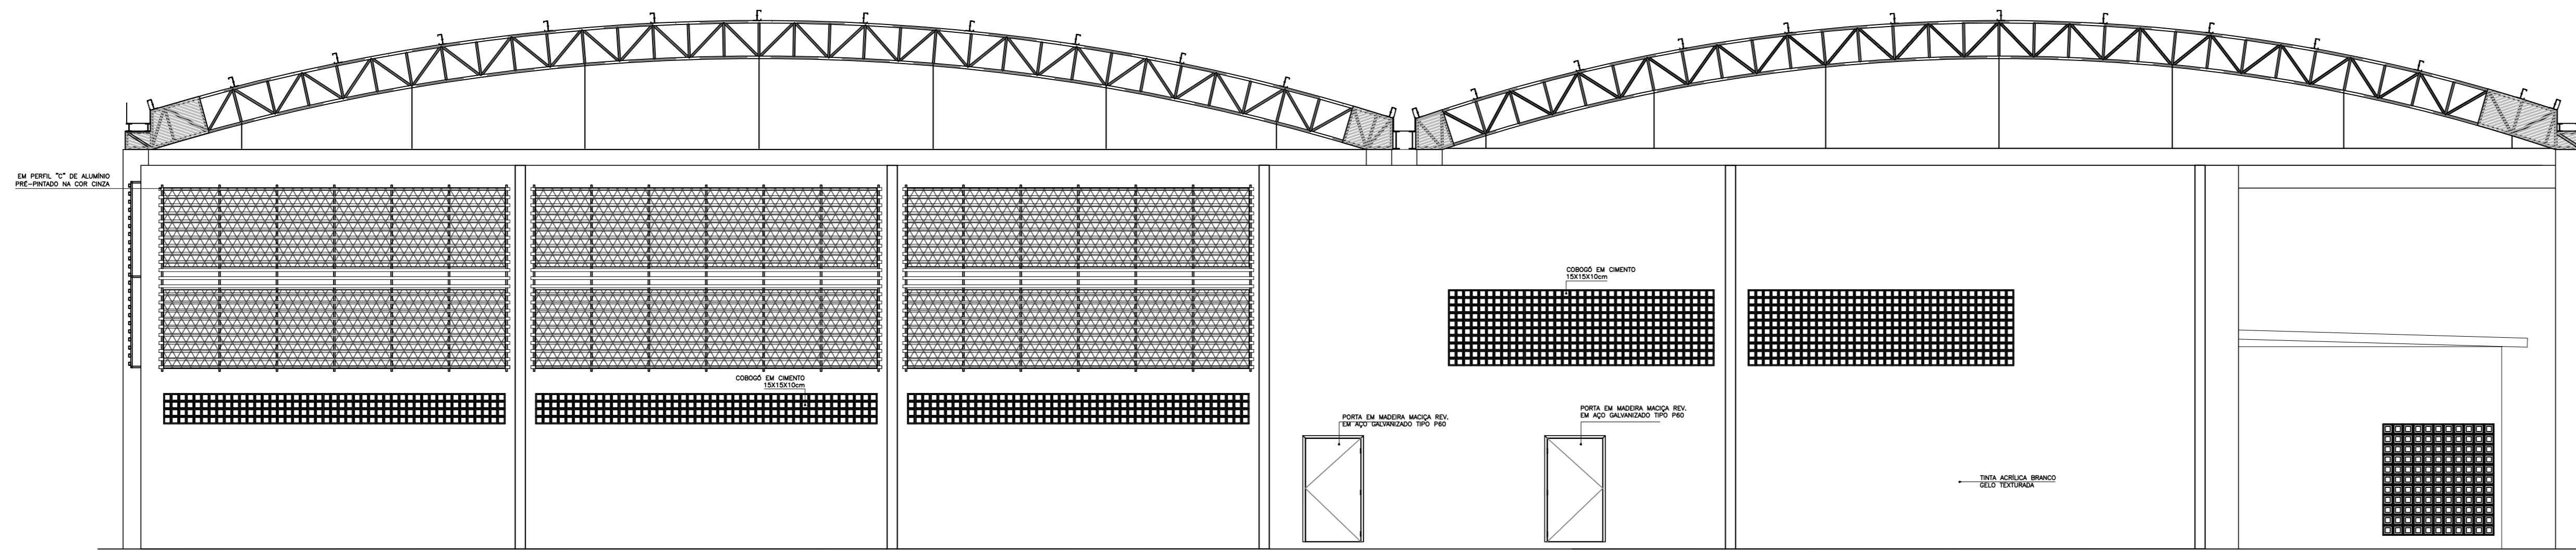 EM PERFIL "C" DE ALUMÍNIO
PRÉ-PINTADO NA COR CINZA
COBOGÓ EM CIMENTO
15X15X10cm
COBOGÓ EM CIMENTO
15X15X10cm
PORTA EM MADEIRA MACIÇA REV.
EM AÇO GALVANIZADO TIPO P60
PORTA EM MADEIRA MACIÇA REV.
EM AÇO GALVANIZADO TIPO P60
TINTA ACRÍLICA BRANCO
GELO TEXTURADA